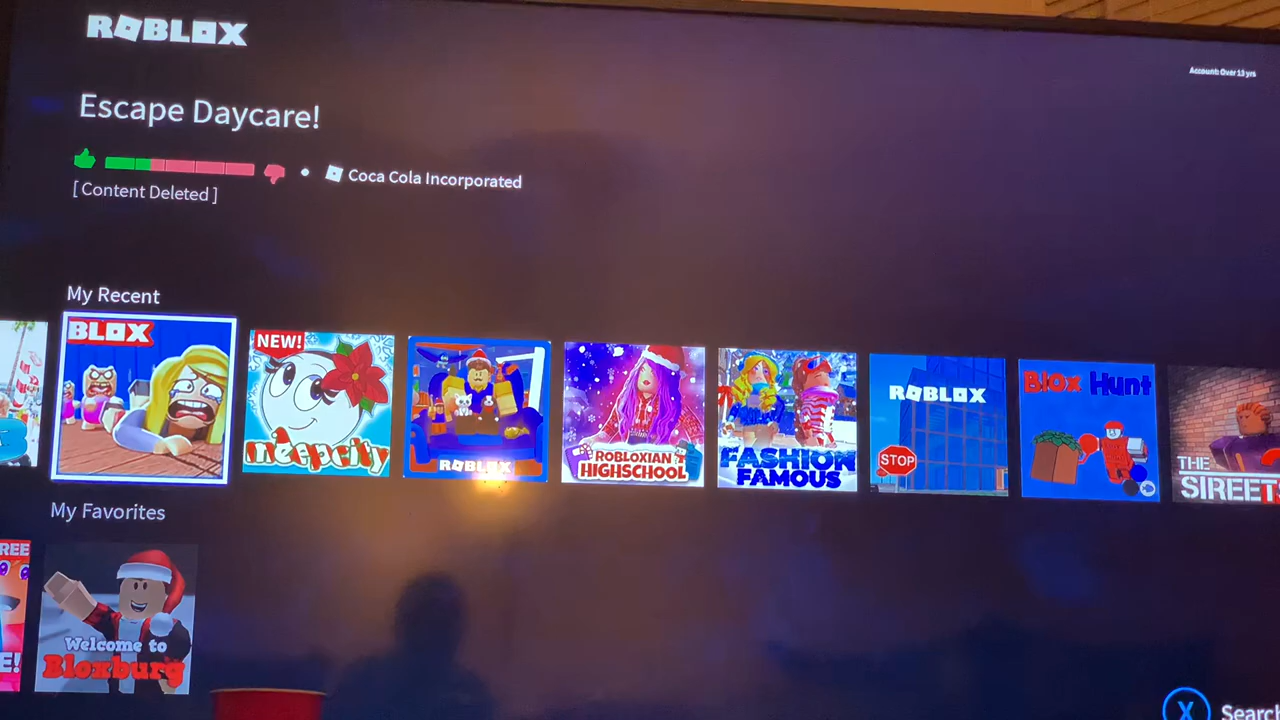 ROBLOX
Account: Over 13 yrs
Escape Daycare!
Coca Cola Incorporated
[ Content Deleted ]
My Recent
BLOX
NEW!
meepcity
ROBLOX
ROBLOXIAN
HIGHSCHOOL
FASHION
FAMOUS
ROBLOX
STOP
Blox Hunt
THE
STREETS
My Favorites
REE
E!
Welcome to
Bloxburg
X Search